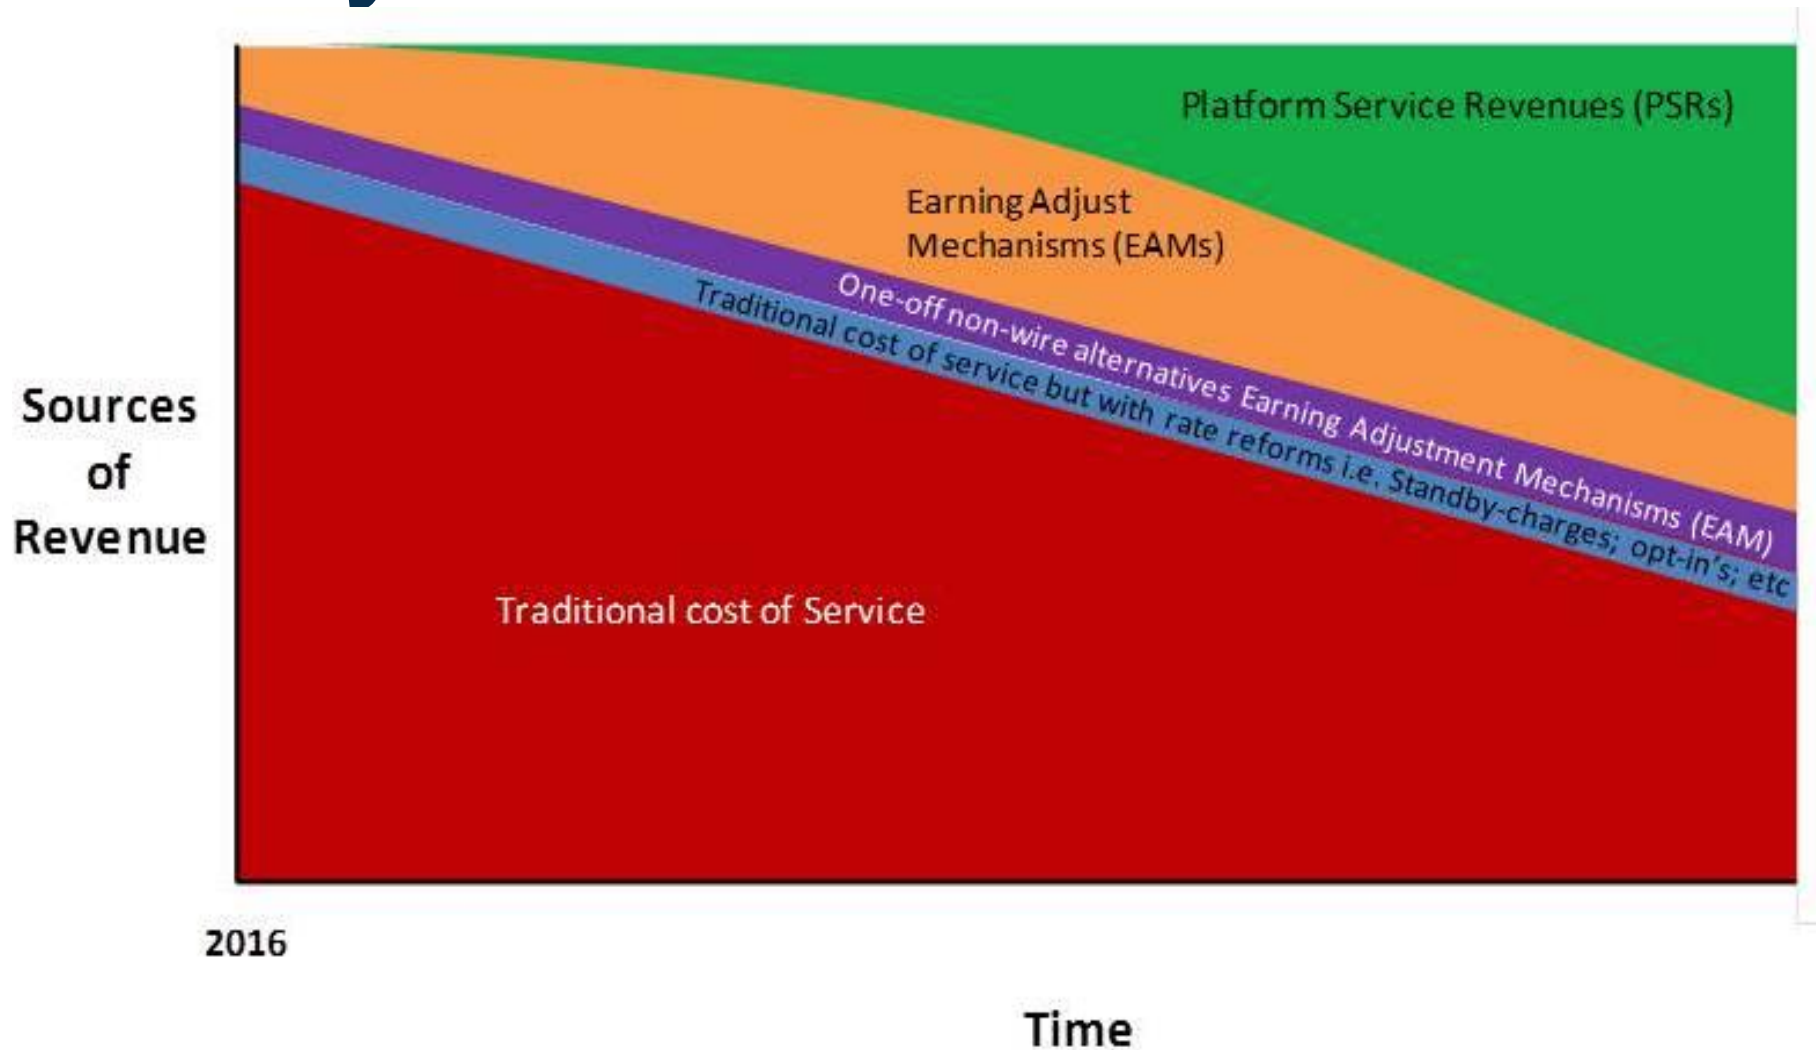 Platform Service Revenues (PSRs)
Earning Adjust
Mechanisms (EAMs)
One-off non-wire alternatives Earning Adjustment Mechanisms (EAM)
Traditional cost of service but with rate reforms i.e. Standby-charges; opt-in's; etc
Sources
of
Revenue
Traditional cost of Service
2016
Time